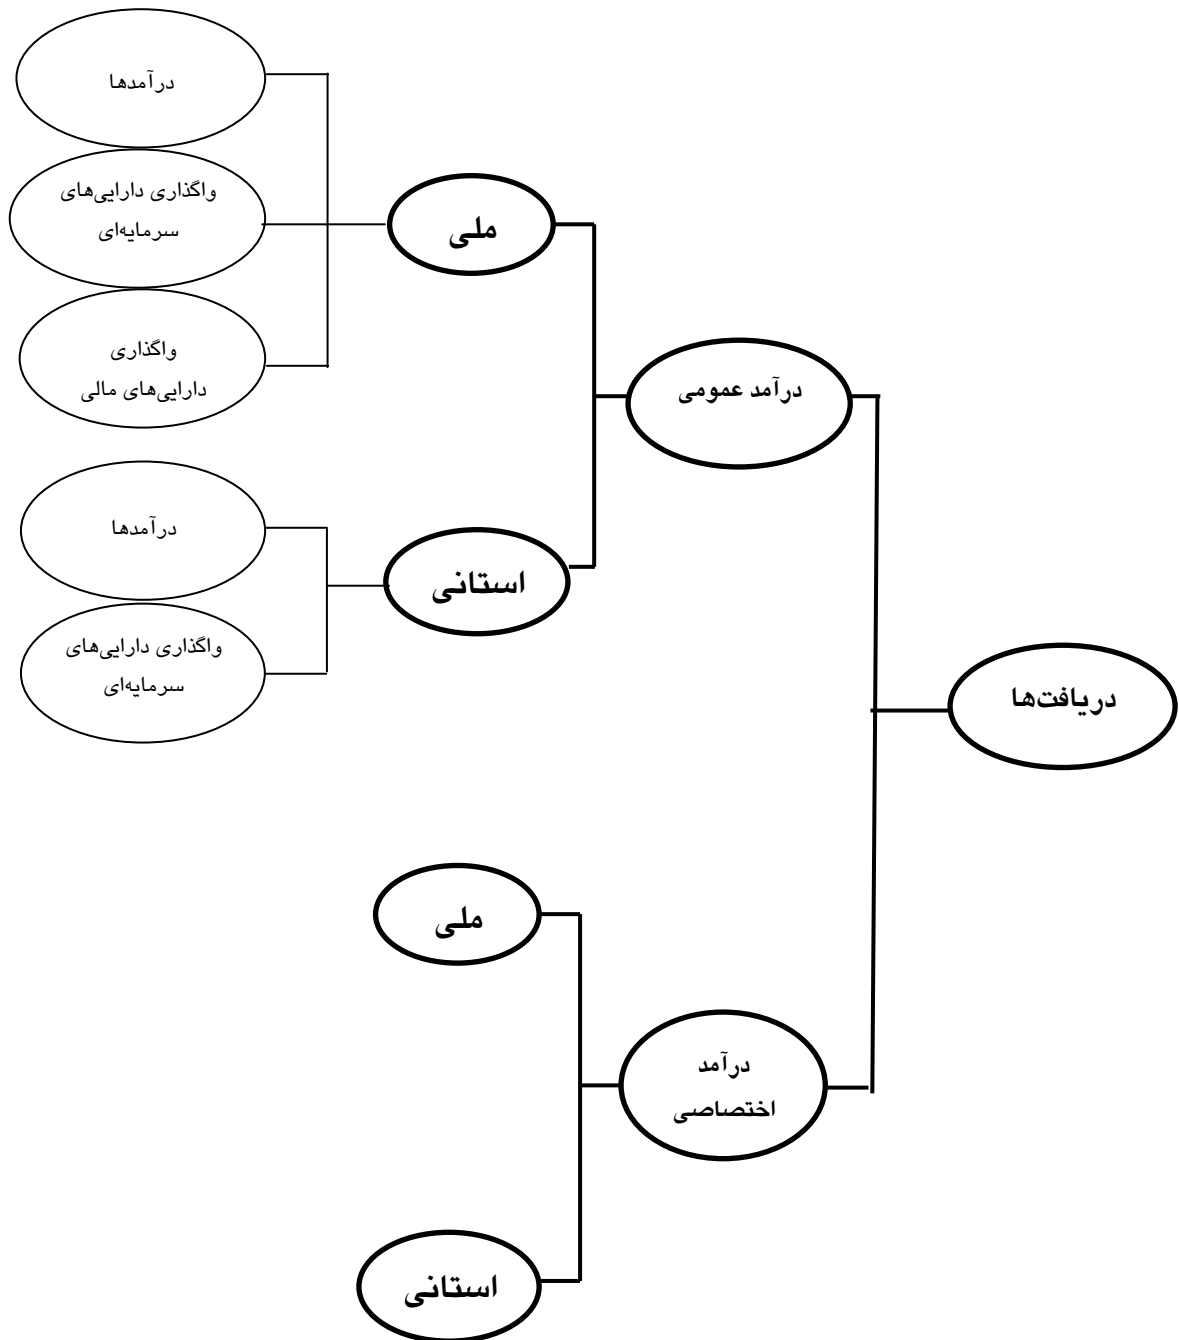 دریافت‌ها
درآمد عمومی
ملی
درآمدها
واگذاری دارایی‌های
سرمایه‌ای
واگذاری
دارایی‌های مالی
استانی
درآمدها
واگذاری دارایی‌های
سرمایه‌ای
درآمد
اختصاصی
ملی
استانی